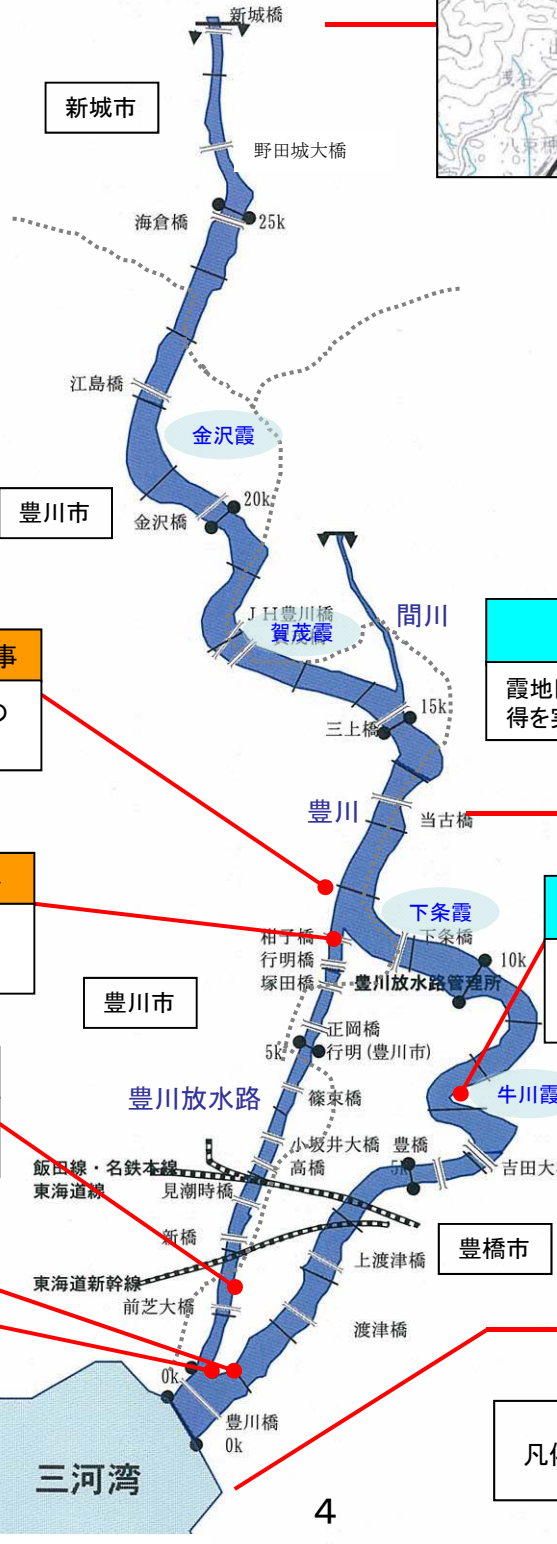 新城橋
新城市
野田城大橋
海倉橋
25k
江島橋
金沢霞
20k
豊川市
金沢橋
JH豊川橋
賀茂霞
間川
事
の
霞地
15k
三上橋
豊川
当古橋
下条霞
柑子橋
下条橋
行明橋
10k
塚田橋
豊川放水路管理所
豊川市
正岡橋
5k
行明(豊川市)
豊川放水路
篠束橋
牛川霞
小坂井大橋
豊橋
飯田線・名鉄本線
高橋
5k
吉田大
東海道線
見潮時橋
新橋
上渡津橋
豊橋市
東海道新幹線
前芝大橋
渡津橋
0k
豊川橋
0k
三河湾
4